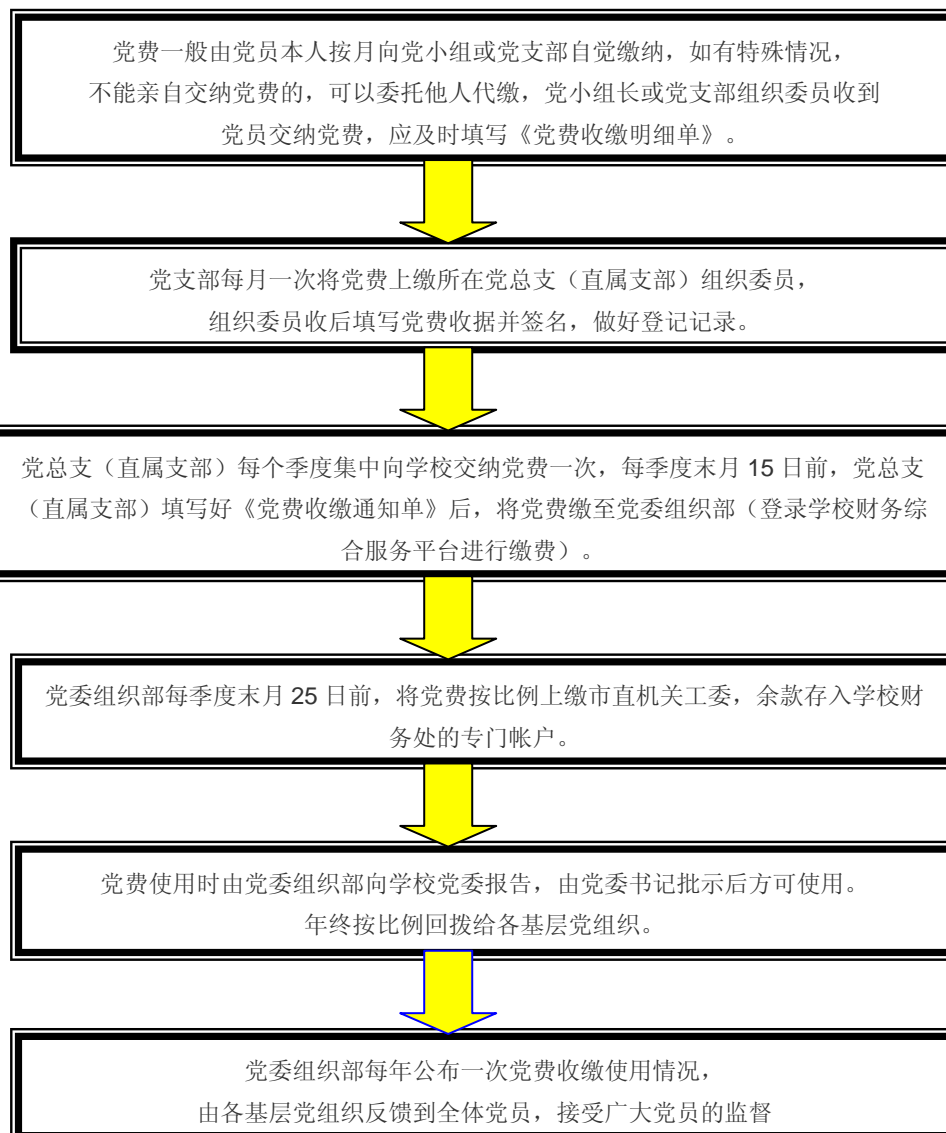 党费一般由党员本人按月向党小组或党支部自觉缴纳，如有特殊情况，
不能亲自交纳党费的，可以委托他人代缴，党小组长或党支部组织委员收到
党员交纳党费，应及时填写《党费收缴明细单》。
党支部每月一次将党费上缴所在党总支（直属支部）组织委员，
组织委员收后填写党费收据并签名，做好登记记录。
党总支（直属支部）每个季度集中向学校交纳党费一次，每季度末月 15 日前，党总支
（直属支部）填写好《党费收缴通知单》后，将党费缴至党委组织部（登录学校财务综
合服务平台进行缴费）。
党委组织部每季度末月 25 日前，将党费按比例上缴市直机关工委，余款存入学校财
务处的专门帐户。
党费使用时由党委组织部向学校党委报告，由党委书记批示后方可使用。
年终按比例回拨给各基层党组织。
党委组织部每年公布一次党费收缴使用情况，
由各基层党组织反馈到全体党员，接受广大党员的监督